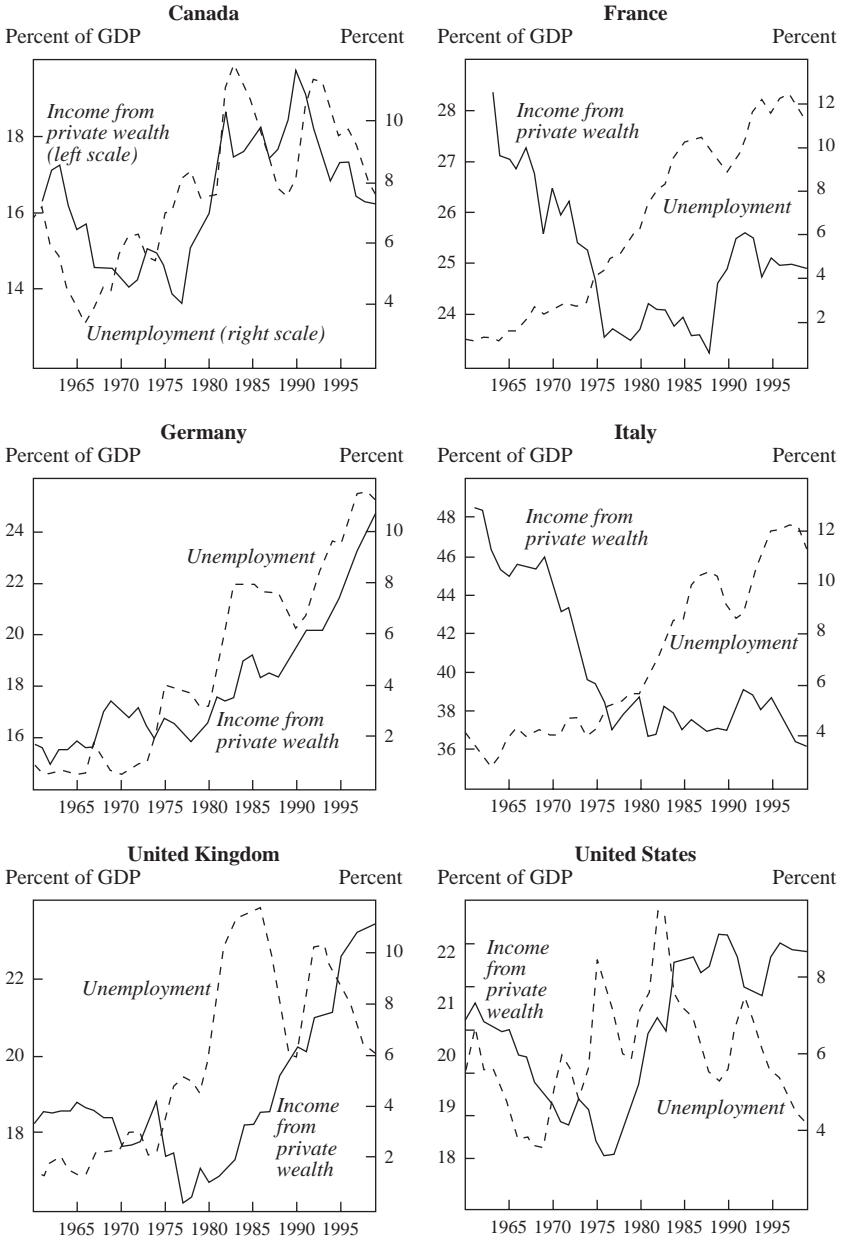 Canada
Percent of GDP Percent
Income from
private wealth
(left scale)
18
16
14
10
8
6
4
Unemployment (right scale)
1965 1970 1975 1980 1985 1990 1995
France
Percent of GDP Percent
Income from
private wealth
Unemployment
28
27
26
25
24
12
10
8
6
4
2
1965 1970 1975 1980 1985 1990 1995
Germany
Percent of GDP Percent
Unemployment
Income from
private wealth
24
22
20
18
16
10
8
6
4
2
1965 1970 1975 1980 1985 1990 1995
Italy
Percent of GDP Percent
Income from
private wealth
Unemployment
48
46
44
42
40
38
36
12
10
8
6
4
1965 1970 1975 1980 1985 1990 1995
United Kingdom
Percent of GDP Percent
Unemployment
Income
from
private
wealth
22
20
18
10
8
6
4
2
1965 1970 1975 1980 1985 1990 1995
United States
Percent of GDP Percent
Income
from
private
wealth
Unemployment
22
21
20
19
18
8
6
4
1965 1970 1975 1980 1985 1990 1995